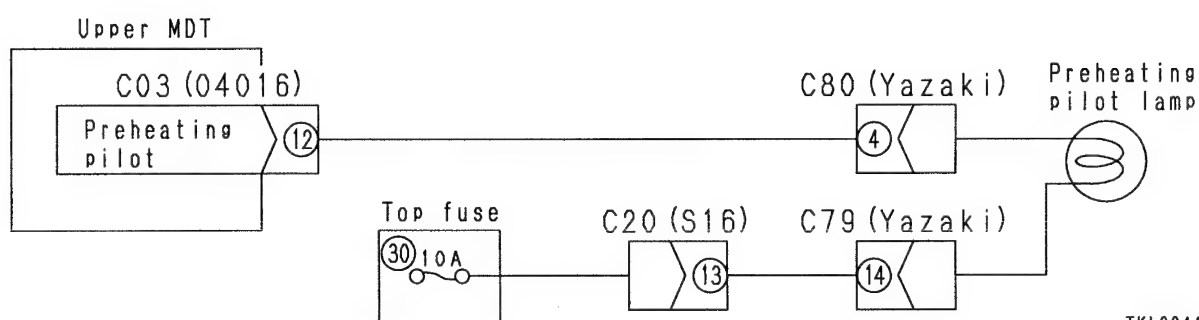 Upper MDT
C03 (04016)
Preheating
pilot
12
C80 (Yazaki)
4
Preheating
pilot lamp
Top fuse
30
10A
C20 (S16)
13
C79 (Yazaki)
14